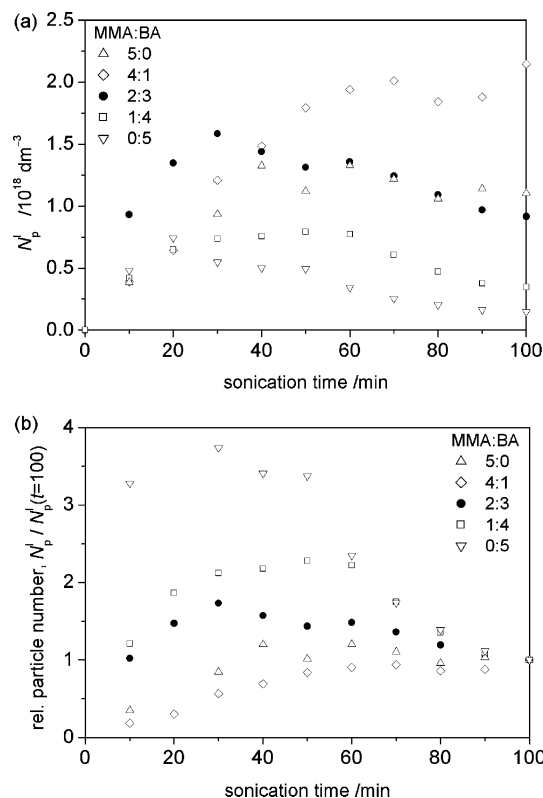 (a)
MMA:BA
5:0
4:1
2:3
1:4
0:5
2.5
2.0
1.5
1.0
0.5
0.0
N_p^I /10^18 dm^-3
0 20 40 60 80 100
sonication time /min
(b)
MMA:BA
5:0
4:1
2:3
1:4
0:5
4
3
2
1
0
rel. particle number, N_p^I / N_p^I(t=100)
0 20 40 60 80 100
sonication time /min